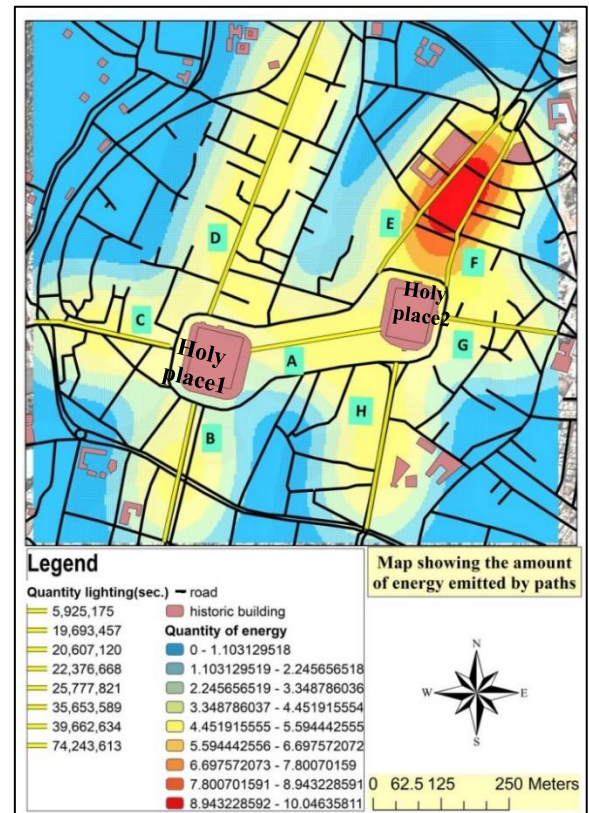 D
E
F
Holy
place2
C
G
Holy
place1
A
H
B
Legend
Quantity lighting(sec.)
5,925,175
19,693,457
20,607,120
22,376,668
25,777,821
35,653,589
39,662,634
74,243,613
road
historic building
Quantity of energy
0 - 1.103129518
1.103129519 - 2.245656518
2.245656519 - 3.348786036
3.348786037 - 4.451915554
4.451915555 - 5.594442555
5.594442556 - 6.697572072
6.697572073 - 7.80070159
7.800701591 - 8.943228591
8.943228592 - 10.04635811
Map showing the amount
of energy emitted by paths
N
W E
S
0 62.5 125 250 Meters